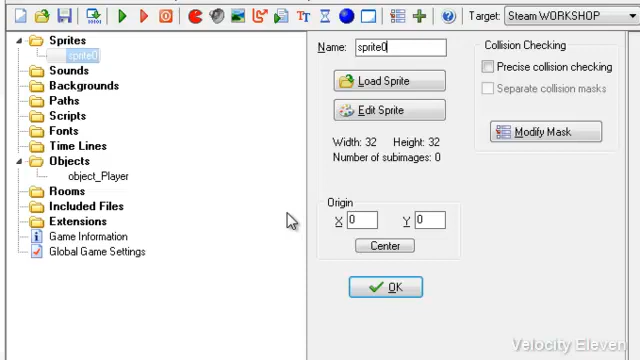 Target: Steam WORKSHOP
Sprites
sprite0
Sounds
Backgrounds
Paths
Scripts
Fonts
Time Lines
Objects
object_Player
Rooms
Included Files
Extensions
Game Information
Global Game Settings
Name: sprite0
Load Sprite
Edit Sprite
Width: 32 Height: 32
Number of subimages: 0
Origin
X 0 Y 0
Center
OK
Collision Checking
Precise collision checking
Separate collision masks
Modify Mask
Velocity Eleven